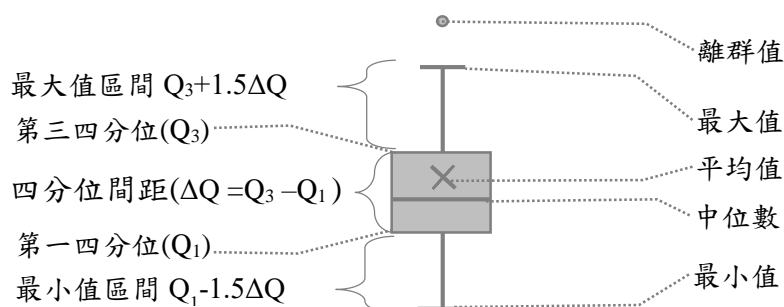 離群值
最大值區間 Q₃+1.5ΔQ
最大值
第三四分位(Q₃)
平均值
四分位間距(ΔQ =Q₃ –Q₁ )
中位數
第一四分位(Q₁)
最小值
最小值區間 Q₁-1.5ΔQ